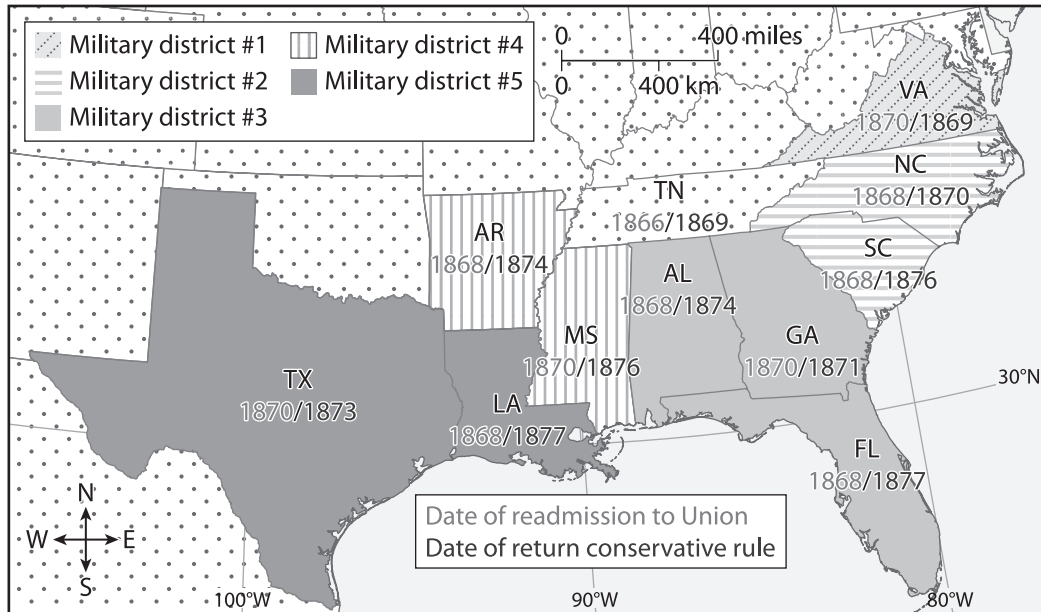 Military district #1
Military district #2
Military district #3
Military district #4
Military district #5
0 400 miles
0 400 km
VA
1870/1869
NC
1868/1870
TN
1866/1869
SC
1868/1876
AR
1868/1874
AL
1868/1874
MS
1870/1876
GA
1870/1871
TX
1870/1873
LA
1868/1877
FL
1868/1877
30°N
Date of readmission to Union
Date of return conservative rule
N
W E
S
100°W
90°W
80°W